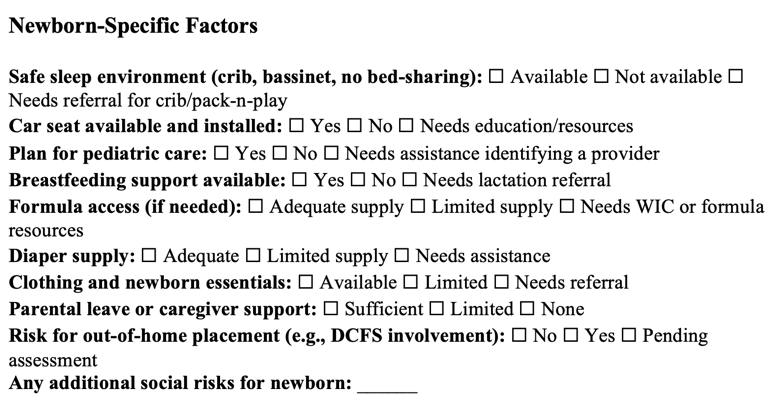 Newborn-Specific Factors
Safe sleep environment (crib, bassinet, no bed-sharing): ☐ Available ☐ Not available ☐
Needs referral for crib/pack-n-play
Car seat available and installed: ☐ Yes ☐ No ☐ Needs education/resources
Plan for pediatric care: ☐ Yes ☐ No ☐ Needs assistance identifying a provider
Breastfeeding support available: ☐ Yes ☐ No ☐ Needs lactation referral
Formula access (if needed): ☐ Adequate supply ☐ Limited supply ☐ Needs WIC or formula
resources
Diaper supply: ☐ Adequate ☐ Limited supply ☐ Needs assistance
Clothing and newborn essentials: ☐ Available ☐ Limited ☐ Needs referral
Parental leave or caregiver support: ☐ Sufficient ☐ Limited ☐ None
Risk for out-of-home placement (e.g., DCFS involvement): ☐ No ☐ Yes ☐ Pending
assessment
Any additional social risks for newborn: ______